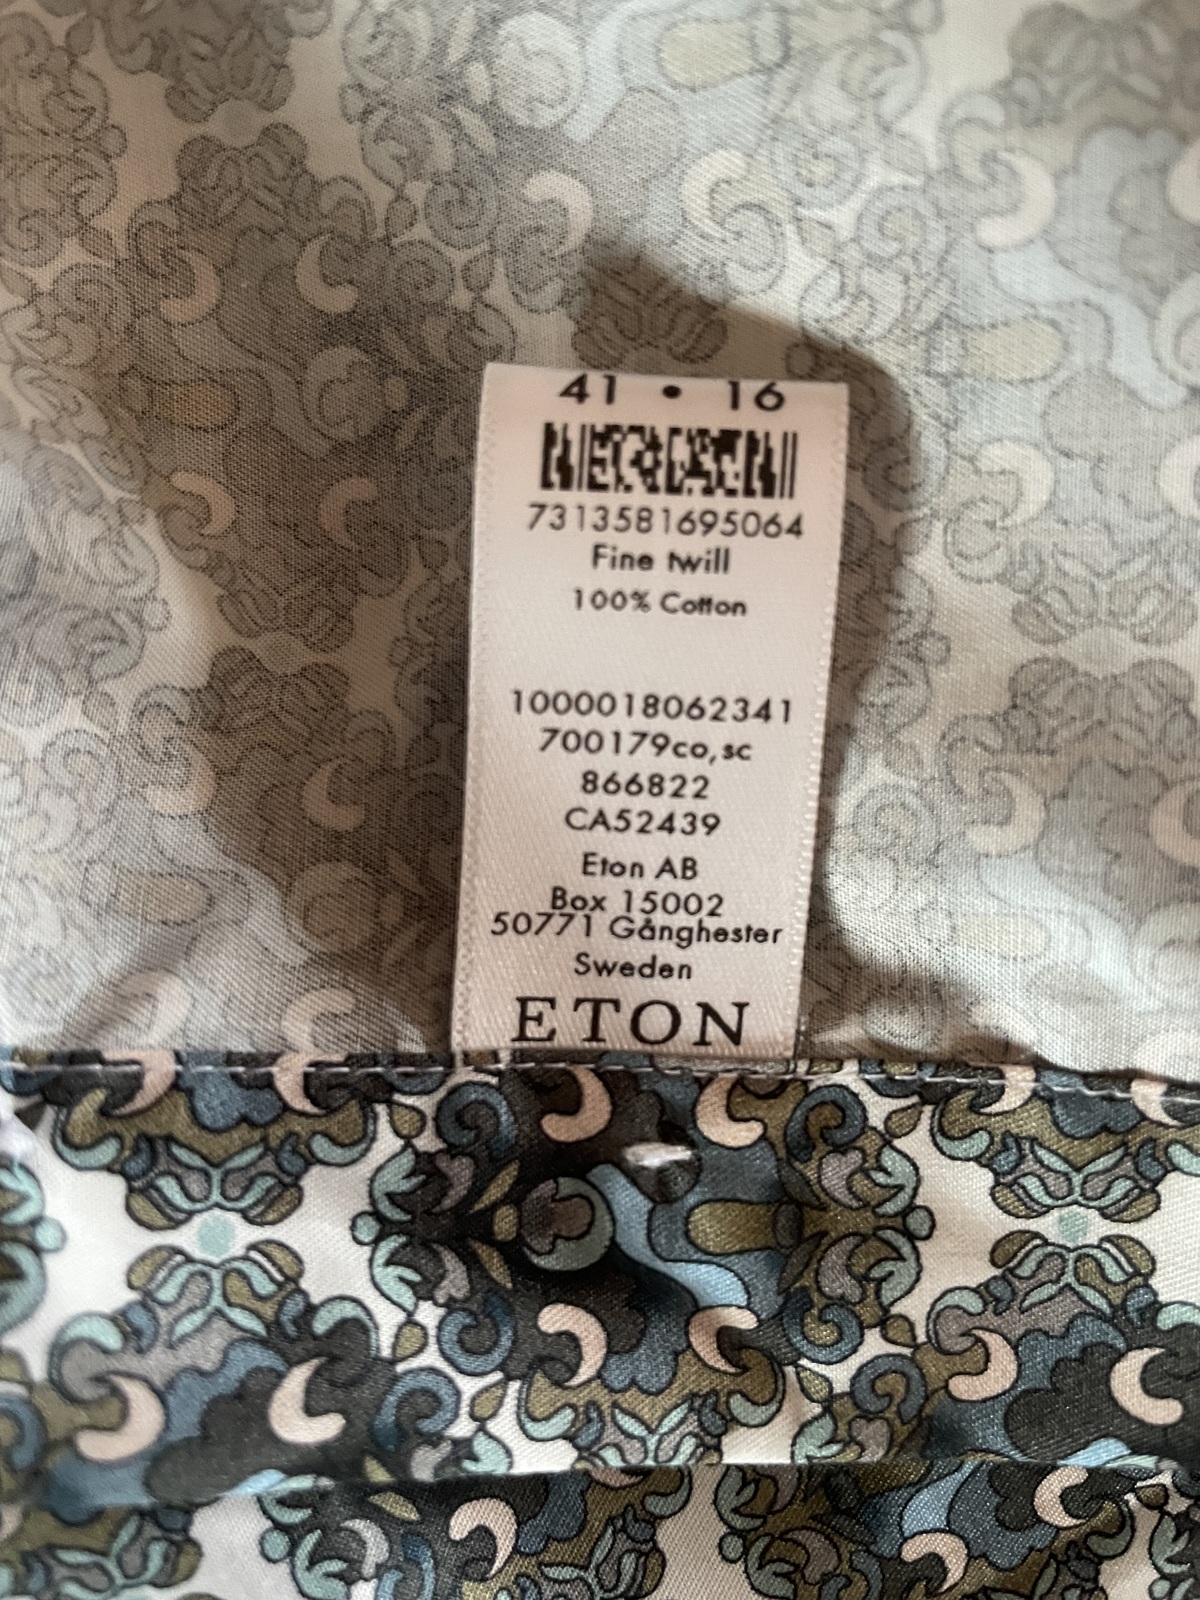 41 • 16
7313581695064
Fine twill
100% Cotton
1000018062341
700179co,sc
866822
CA52439
Eton AB
Box 15002
50771 Gånghester
Sweden
ETON